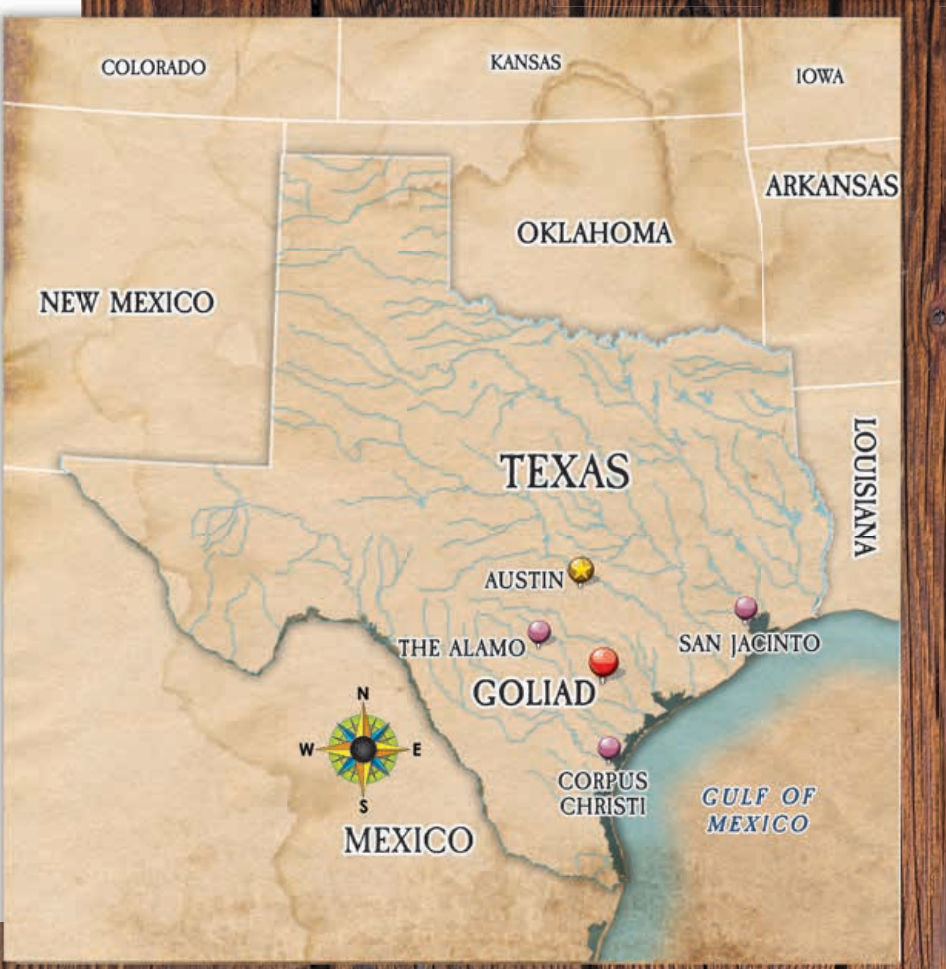 COLORADO
KANSAS
IOWA
ARKANSAS
OKLAHOMA
NEW MEXICO
TEXAS
LOUISIANA
AUSTIN
THE ALAMO
SAN JACINTO
GOLIAD
N
W
E
S
CORPUS
CHRISTI
GULF OF
MEXICO
MEXICO